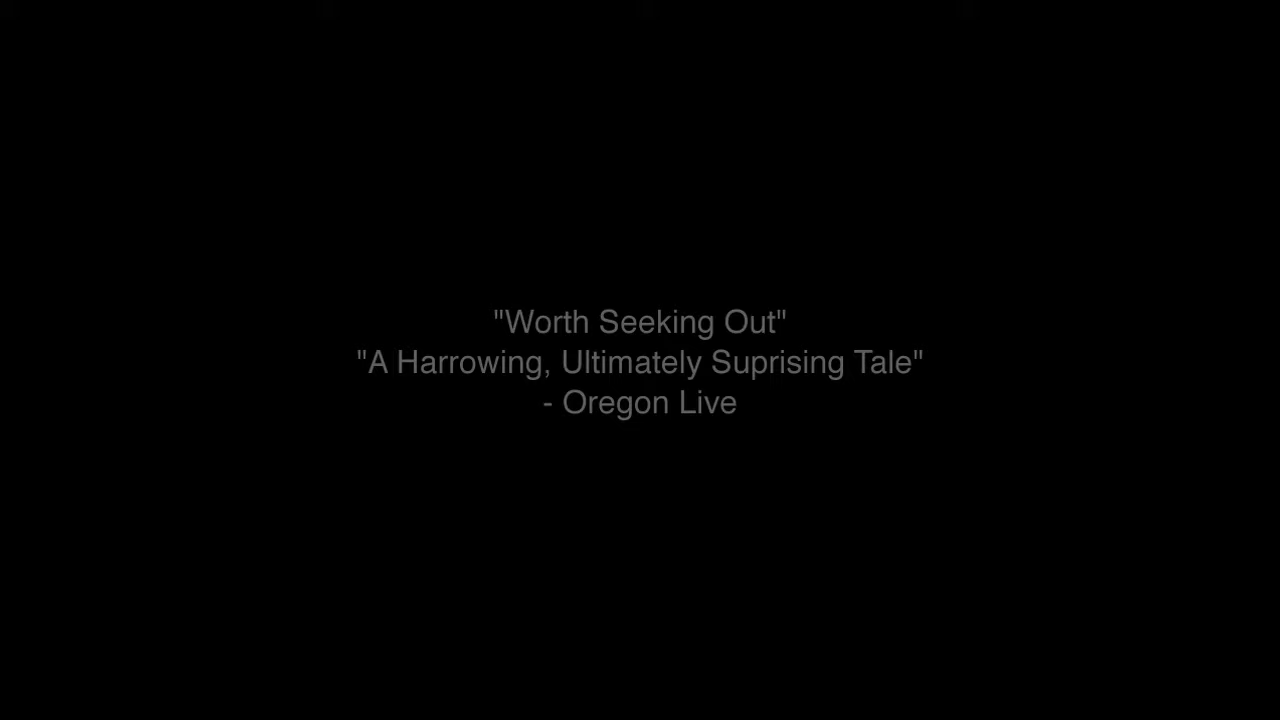 "Worth Seeking Out"
"A Harrowing, Ultimately Suprising Tale"
- Oregon Live